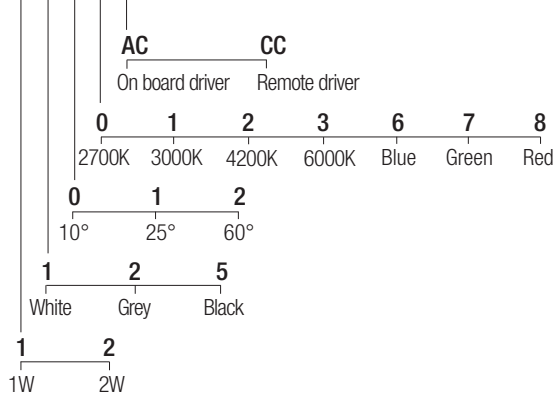 AC CC
On board driver Remote driver
0 1 2 3 6 7 8
2700K 3000K 4200K 6000K Blue Green Red
0 1 2
10° 25° 60°
1 2 5
White Grey Black
1 2
1W 2W